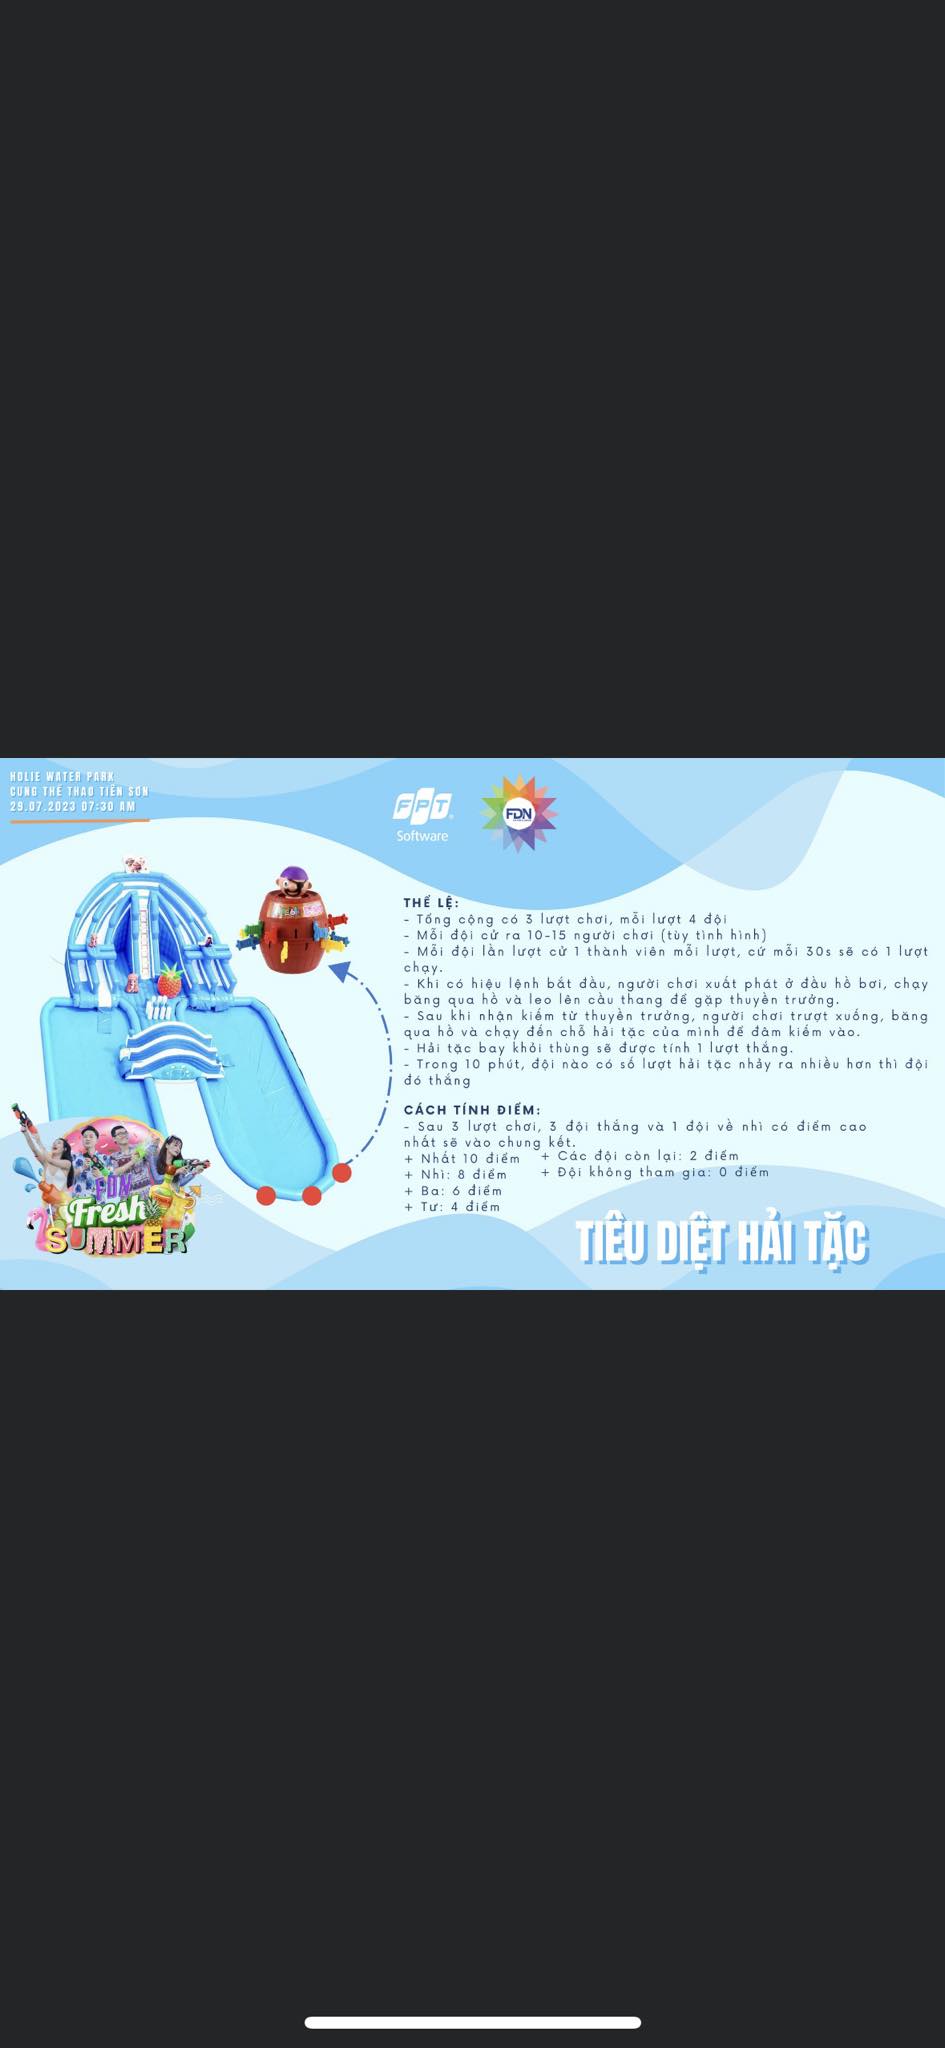 HOLIE WATER PARK
CUNG THỂ THAO TIÊN SƠN
29.07.2023 07:30 AM
FPT
Software
FDN
THỂ LỆ:
- Tổng cộng có 3 lượt chơi, mỗi lượt 4 đội
- Mỗi đội cử ra 10-15 người chơi (tùy tình hình)
- Mỗi đội lần lượt cử 1 thành viên mỗi lượt, cứ mỗi 30s sẽ có 1 lượt
chạy.
- Khi có hiệu lệnh bắt đầu, người chơi xuất phát ở đầu hồ bơi, chạy
băng qua hồ và leo lên cầu thang để gặp thuyền trưởng.
- Sau khi nhận kiếm từ thuyền trưởng, người chơi trượt xuống, băng
qua hồ và chạy đến chỗ hải tặc của mình để đâm kiếm vào.
- Hải tặc bay khỏi thùng sẽ được tính 1 lượt thắng.
- Trong 10 phút, đội nào có số lượt hải tặc nhảy ra nhiều hơn thì đội
đó thắng
CÁCH TÍNH ĐIỂM:
- Sau 3 lượt chơi, 3 đội thắng và 1 đội về nhì có điểm cao
nhất sẽ vào chung kết.
+ Nhất 10 điểm
+ Nhì: 8 điểm
+ Ba: 6 điểm
+ Tư: 4 điểm
+ Các đội còn lại: 2 điểm
+ Đội không tham gia: 0 điểm
FDN
Fresh
SUMMER
TIÊU DIỆT HẢI TẶC